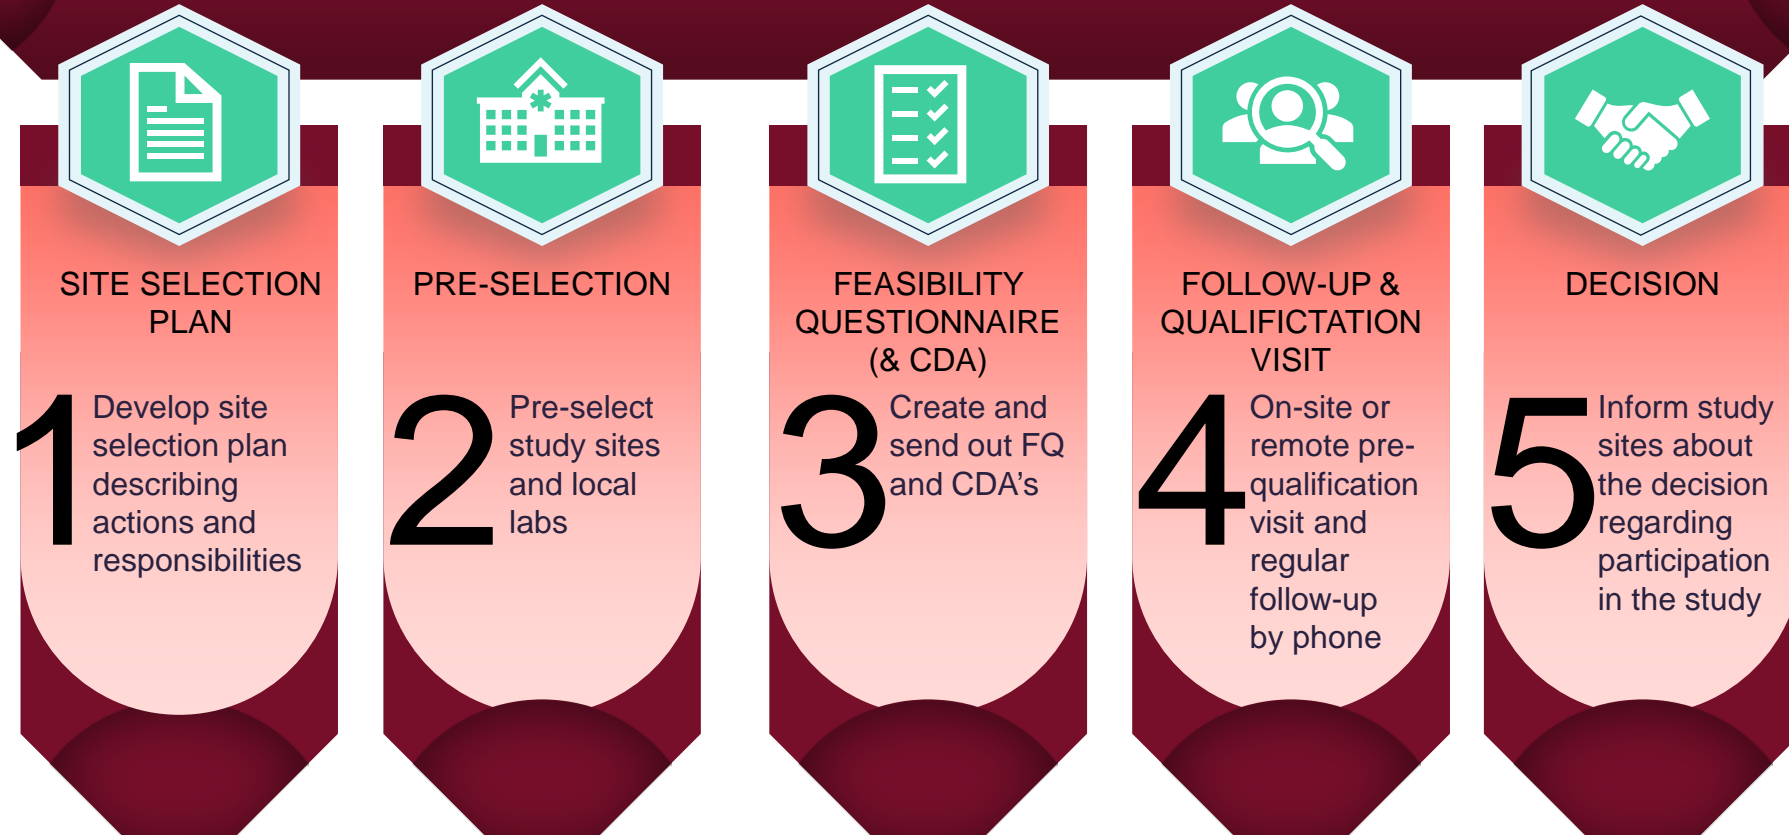 SITE SELECTION
PLAN
1
Develop site
selection plan
describing
actions and
responsibilities
PRE-SELECTION
2
Pre-select
study sites
and local
labs
FEASIBILITY
QUESTIONNAIRE
(& CDA)
3
Create and
send out FQ
and CDA’s
FOLLOW-UP &
QUALIFICTATION
VISIT
4
On-site or
remote pre-
qualification
visit and
regular
follow-up
by phone
DECISION
5
Inform study
sites about
the decision
regarding
participation
in the study